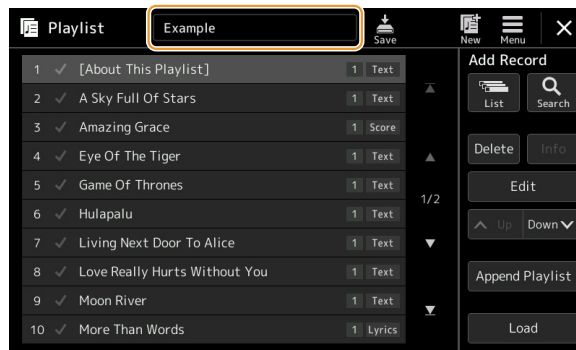 Playlist Example Save New Menu
Add Record
1 [About This Playlist] 1 Text
List Search
2 A Sky Full Of Stars 1 Text
3 Amazing Grace 1 Score
Delete Info
4 Eye Of The Tiger 1 Text
5 Game Of Thrones 1 Text
Edit
1/2
6 Hulapalu 1 Text
Up Down
7 Living Next Door To Alice 1 Text
8 Love Really Hurts Without You 1 Text
Append Playlist
9 Moon River 1 Text
10 More Than Words 1 Lyrics
Load